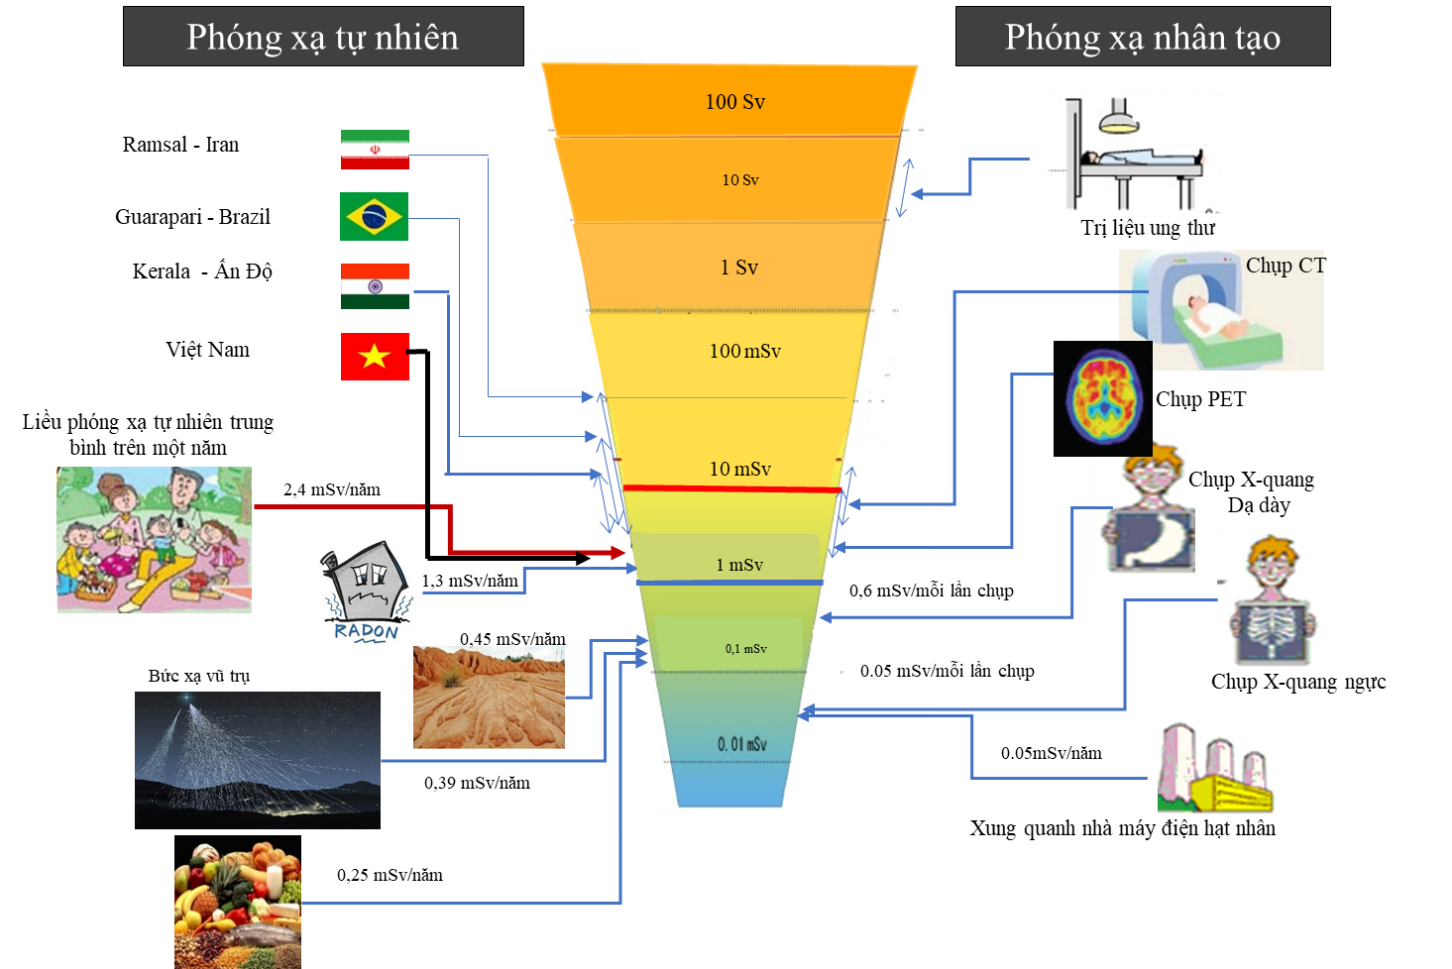 Phóng xạ tự nhiên
Phóng xạ nhân tạo
100 Sv
10 Sv
1 Sv
100 mSv
10 mSv
1 mSv
0,1 mSv
0.01 mSv
Ramsal - Iran
Guarapari - Brazil
Kerala - Ấn Độ
Việt Nam
Liều phóng xạ tự nhiên trung
bình trên một năm
2,4 mSv/năm
1,3 mSv/năm
RADON
0,45 mSv/năm
Bức xạ vũ trụ
0,39 mSv/năm
0,25 mSv/năm
Trị liệu ung thư
Chụp CT
Chụp PET
Chụp X-quang
Dạ dày
0,6 mSv/mỗi lần chụp
0.05 mSv/mỗi lần chụp
Chụp X-quang ngực
0.05mSv/năm
Xung quanh nhà máy điện hạt nhân